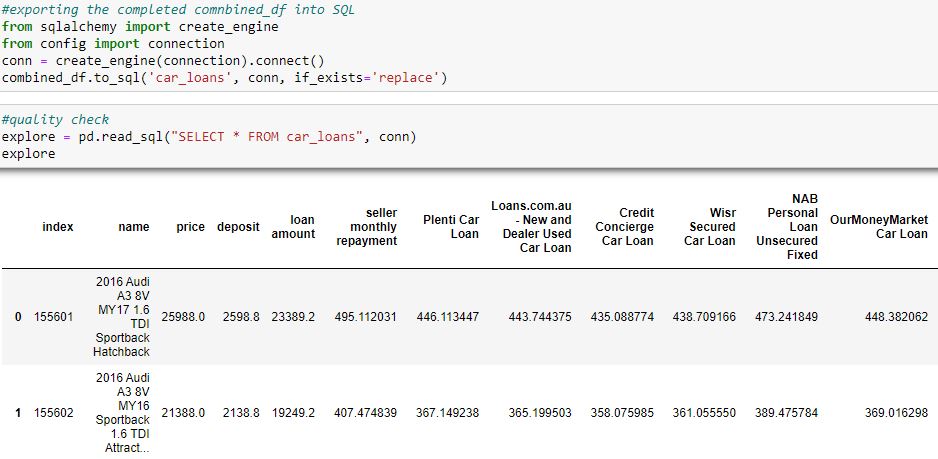 #exporting the completed comnbined_df into SQL
from sqlalchemy import create_engine
from config import connection
conn = create_engine(connection).connect()
combined_df.to_sql('car_loans', conn, if_exists='replace')
#quality check
explore = pd.read_sql("SELECT * FROM car_loans", conn)
explore
index name price deposit loan amount seller monthly repayment Plenti Car Loan Loans.com.au - New and Dealer Used Car Loan Credit Concierge Car Loan Wisr Secured Car Loan NAB Personal Loan Unsecured Fixed OurMoneyMarket Car Loan
0 155601 2016 Audi A3 8V MY17 1.6 TDI Sportback Hatchback 25988.0 2598.8 23389.2 495.112031 446.113447 443.744375 435.088774 438.709166 473.241849 448.382062
1 155602 2016 Audi A3 8V MY16 Sportback 1.6 TDI Attract... 21388.0 2138.8 19249.2 407.474839 367.149238 365.199503 358.075985 361.055550 389.475784 369.016298